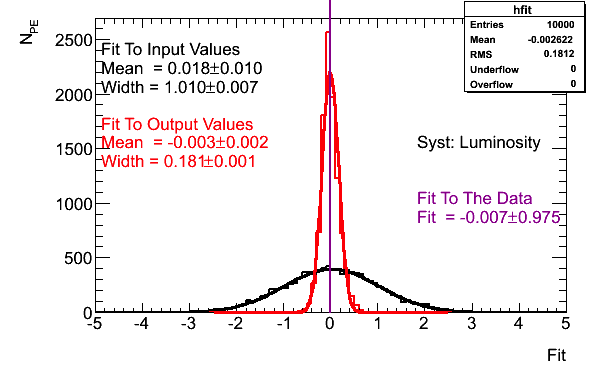 hfit
Entries 10000
Mean -0.002622
RMS 0.1812
Underflow 0
Overflow 0
N_PE
2500
2000
1500
1000
500
0
Fit To Input Values
Mean = 0.018±0.010
Width = 1.010±0.007
Fit To Output Values
Mean = -0.003±0.002
Width = 0.181±0.001
Syst: Luminosity
Fit To The Data
Fit = -0.007±0.975
-5 -4 -3 -2 -1 0 1 2 3 4 5
Fit